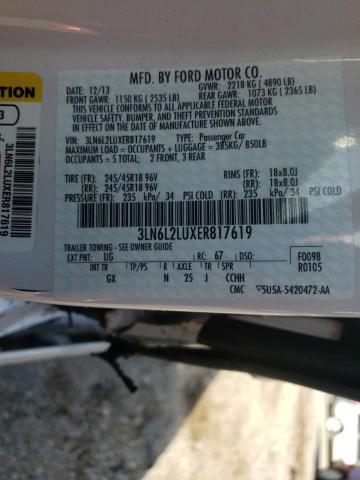 MFD. BY FORD MOTOR CO.
DATE: 12/13 GVWR: 2218 KG ( 4890 LB)
FRONT GAWR: 1150 KG ( 2535 LB) REAR GAWR: 1073 KG ( 2365 LB)
THIS VEHICLE CONFORMS TO ALL APPLICABLE FEDERAL MOTOR
VEHICLE SAFETY, BUMPER, AND THEFT PREVENTION STANDARDS IN
EFFECT ON THE DATE OF MANUFACTURE SHOWN ABOVE.
VIN: 3LN6L2LUXER817619 TYPE: Passenger Car
MAXIMUM LOAD = OCCUPANTS + LUGGAGE = 385KG/ 850LB
OCCUPANTS = 5 TOTAL: 2 FRONT, 3 REAR
TIRE (FR): 245/45R18 96V RIMS (FR): 18x8.0J
(RR): 245/45R18 96V (RR): 18x8.0J
PRESSURE (FR): 235 kPa/ 34 PSI COLD (RR): 235 kPa/ 34 PSI COLD
3LN6L2LUXER817619
TRAILER TOWING - SEE OWNER GUIDE
EXT PNT: UG RC: 67 DSO: F0098
INT TR TP/PS R AXLE TR SPR R0105
GX N 25 J CCHH
CMC 5U5A-5420472-AA
3LN6L2LUXER817619